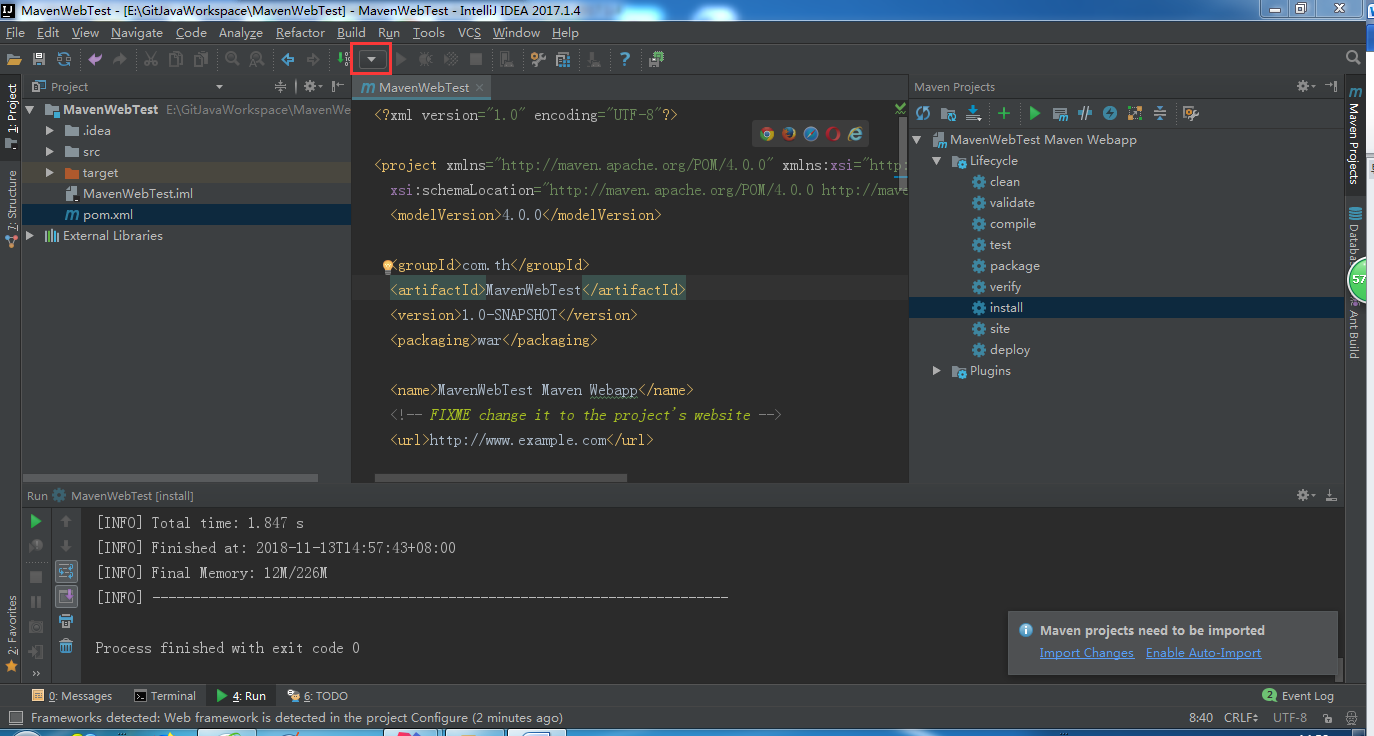 MavenWebTest - [E:\GitJavaWorkspace\MavenWebTest] - MavenWebTest - IntelliJ IDEA 2017.1.4
File Edit View Navigate Code Analyze Refactor Build Run Tools VCS Window Help
1: Project
7: Structure
2: Favorites
Project
MavenWebTest E:\GitJavaWorkspace\MavenWe
.idea
src
target
MavenWebTest.iml
pom.xml
External Libraries
MavenWebTest
<?xml version="1.0" encoding="UTF-8"?>
<project xmlns="http://maven.apache.org/POM/4.0.0" xmlns:xsi="http:
xsi:schemaLocation="http://maven.apache.org/POM/4.0.0 http://mave
<modelVersion>4.0.0</modelVersion>
<groupId>com.th</groupId>
<artifactId>MavenWebTest</artifactId>
<version>1.0-SNAPSHOT</version>
<packaging>war</packaging>
<name>MavenWebTest Maven Webapp</name>
<!-- FIXME change it to the project's website -->
<url>http://www.example.com</url>
Maven Projects
MavenWebTest Maven Webapp
Lifecycle
clean
validate
compile
test
package
verify
install
site
deploy
Plugins
Maven Projects
Databas
57
Ant Build
Run MavenWebTest [install]
[INFO] Total time: 1.847 s
[INFO] Finished at: 2018-11-13T14:57:43+08:00
[INFO] Final Memory: 12M/226M
[INFO] ------------------------------------------------------------------------
Process finished with exit code 0
Maven projects need to be imported
Import Changes Enable Auto-Import
0: Messages Terminal 4: Run 6: TODO 2 Event Log
Frameworks detected: Web framework is detected in the project Configure (2 minutes ago) 8:40 CRLF UTF-8